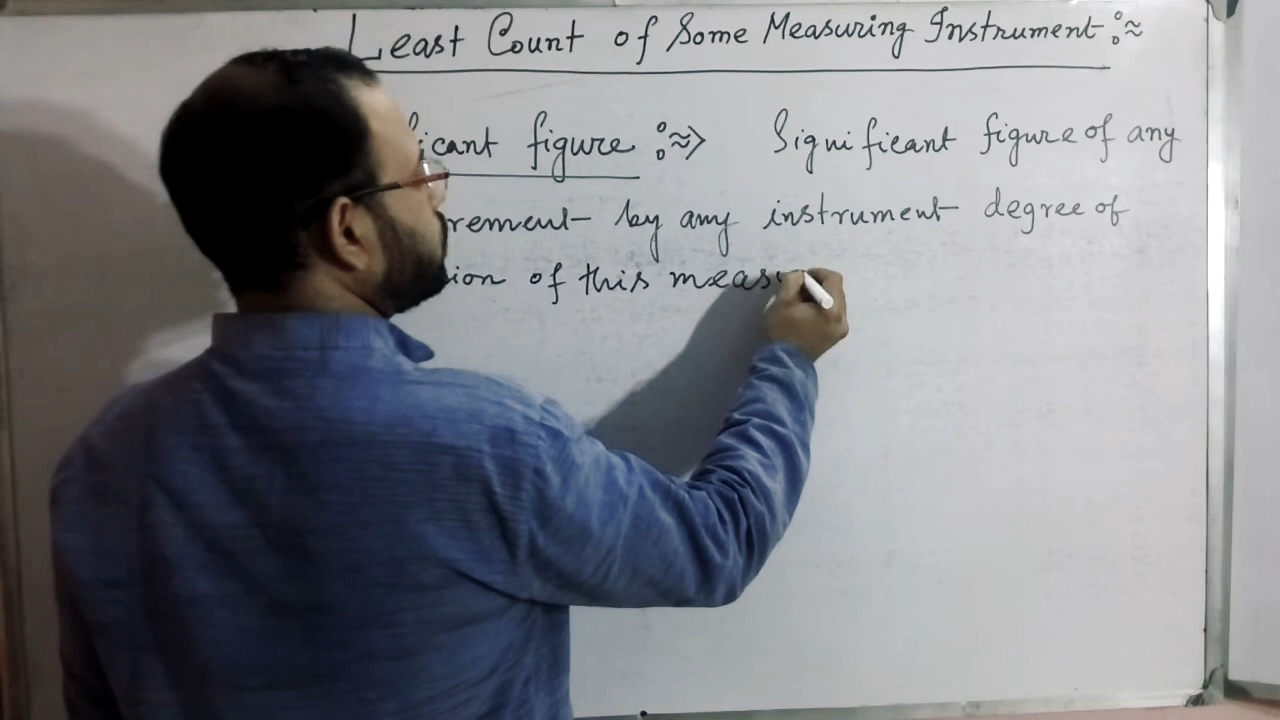 Least Count of Some Measuring Instrument :≈
icant figure :≈> Significant figure of any
rement by any instrument degree of
ion of this meas